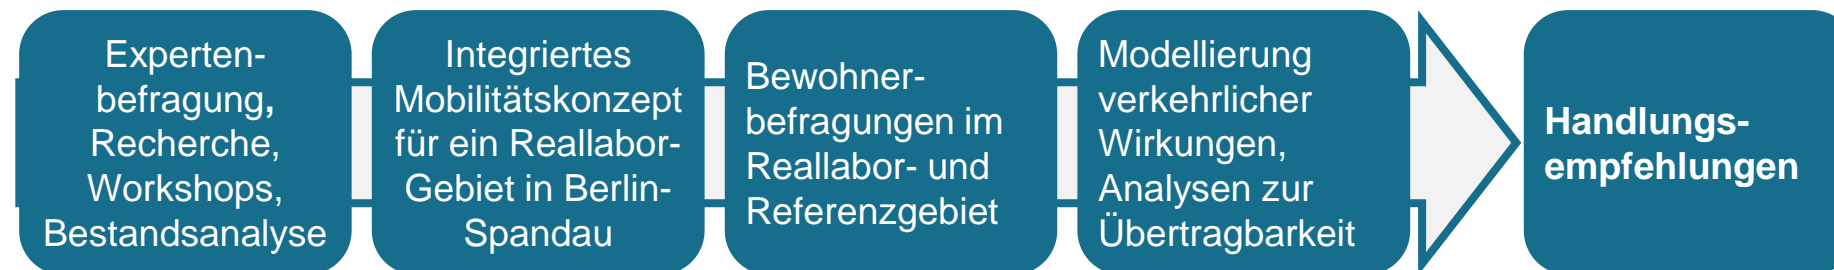 Experten-
befragung,
Recherche,
Workshops,
Bestandsanalyse
Integriertes
Mobilitätskonzept
für ein Reallabor-
Gebiet in Berlin-
Spandau
Bewohner-
befragungen im
Reallabor- und
Referenzgebiet
Modellierung
verkehrlicher
Wirkungen,
Analysen zur
Übertragbarkeit
Handlungs-
empfehlungen